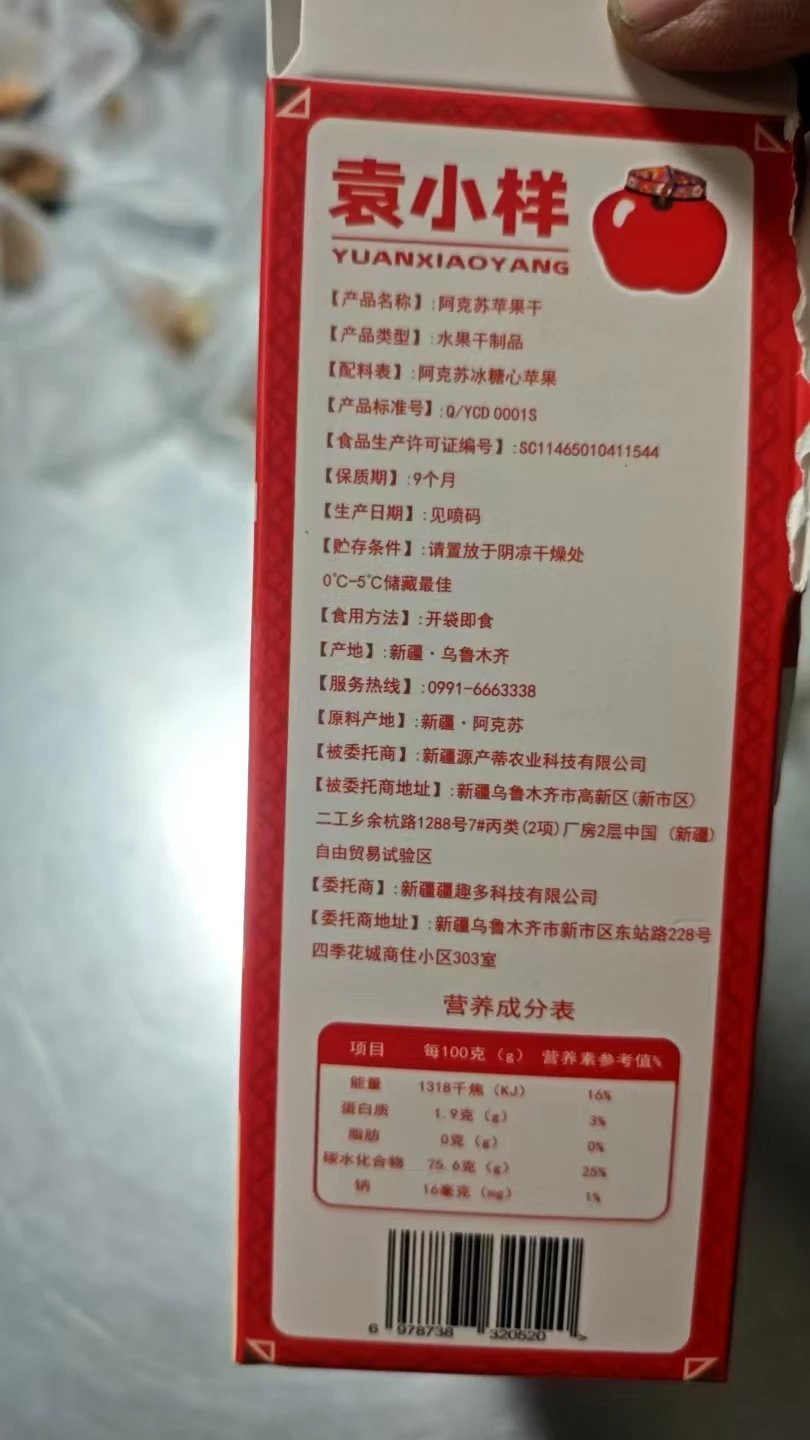 袁小样
YUANXIAOYANG
【产品名称】:阿克苏苹果干
【产品类型】:水果干制品
【配料表】:阿克苏冰糖心苹果
【产品标准号】:Q/YCD 0001S
【食品生产许可证编号】:SC11465010411544
【保质期】:9个月
【生产日期】:见喷码
【贮存条件】:请置放于阴凉干燥处
0℃-5℃储藏最佳
【食用方法】:开袋即食
【产地】:新疆·乌鲁木齐
【服务热线】:0991-6663338
【原料产地】:新疆·阿克苏
【被委托商】:新疆源产蒂农业科技有限公司
【被委托商地址】:新疆乌鲁木齐市高新区(新市区)
二工乡余杭路1288号7#丙类(2项)厂房2层中国（新疆)
自由贸易试验区
【委托商】:新疆疆趣多科技有限公司
【委托商地址】:新疆乌鲁木齐市新市区东站路228号
四季花城商住小区303室
营养成分表
项目 每100克（g） 营养素参考值%
能量 1318千焦（KJ） 16%
蛋白质 1.9克（g） 3%
脂肪 0克（g） 0%
碳水化合物 75.6克（g） 25%
钠 16毫克（mg） 1%
6 978738 320520 >